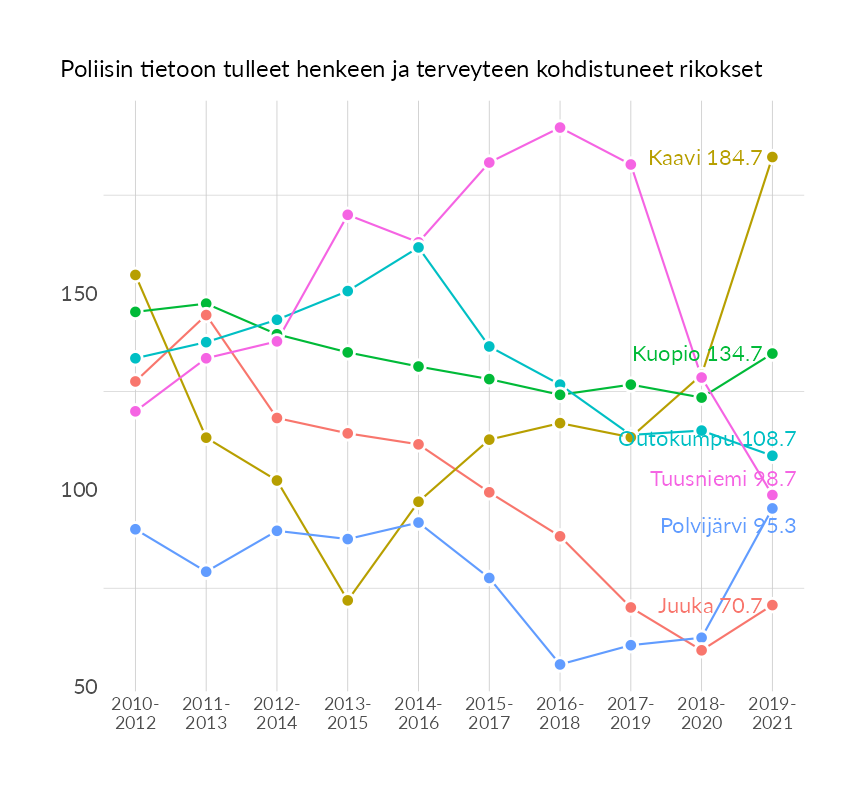 Poliisin tietoon tulleet henkeen ja terveyteen kohdistuneet rikokset
Kaavi 184.7
150
Kuopio 134.7
Outokumpu 108.7
Tuusniemi 98.7
100
Polvijärvi 95.3
Juuka 70.7
50
2010- 2011- 2012- 2013- 2014- 2015- 2016- 2017- 2018- 2019-
2012 2013 2014 2015 2016 2017 2018 2019 2020 2021